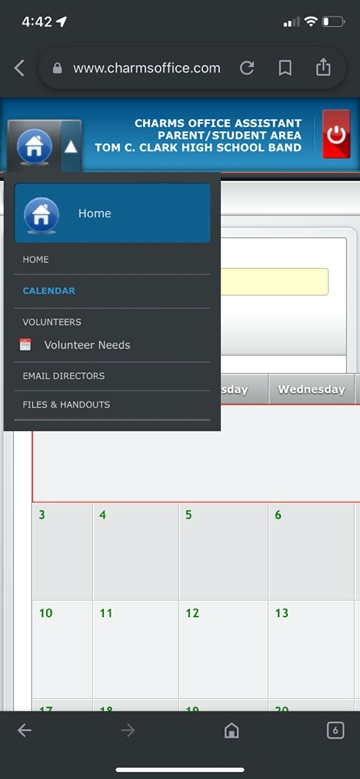 4:42
www.charmsoffice.com
CHARMS OFFICE ASSISTANT
PARENT/STUDENT AREA
TOM C. CLARK HIGH SCHOOL BAND
Home
HOME
CALENDAR
VOLUNTEERS
Volunteer Needs
EMAIL DIRECTORS
FILES & HANDOUTS
sday Wednesday
3 4 5 6
10 11 12 13
17 18 19 20
6